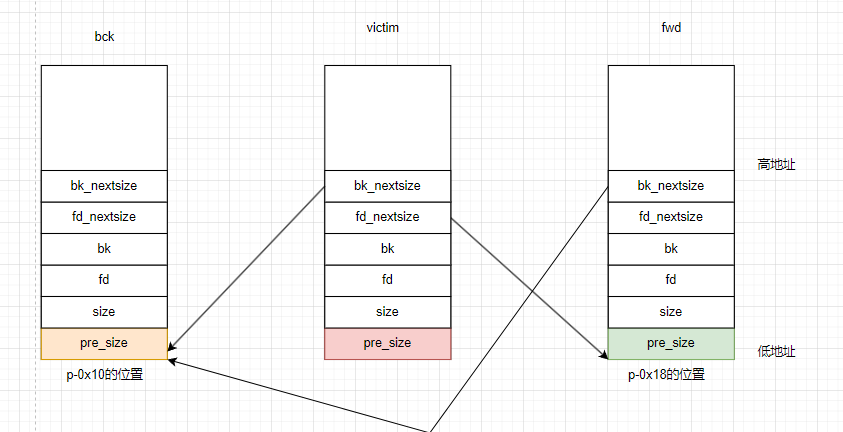 bck
victim
fwd
高地址
bk_nextsize
bk_nextsize
bk_nextsize
fd_nextsize
fd_nextsize
fd_nextsize
bk
bk
bk
fd
fd
fd
size
size
size
pre_size
pre_size
pre_size
低地址
p-0x10的位置
p-0x18的位置